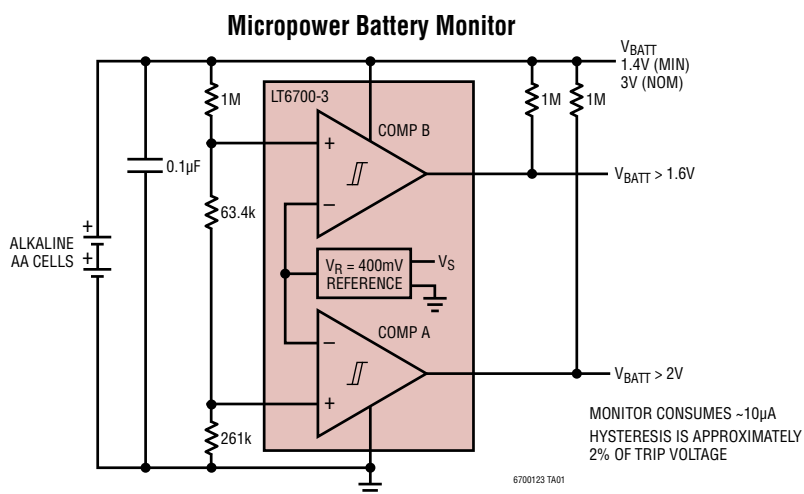 Micropower Battery Monitor
VBATT
1.4V (MIN)
3V (NOM)
LT6700-3
1M
1M
1M
COMP B
+
0.1µF
VBATT > 1.6V
–
63.4k
+
ALKALINE
AA CELLS
+
VR = 400mV
REFERENCE
VS
COMP A
–
VBATT > 2V
+
261k
MONITOR CONSUMES ~10µA
HYSTERESIS IS APPROXIMATELY
2% OF TRIP VOLTAGE
6700123 TA01